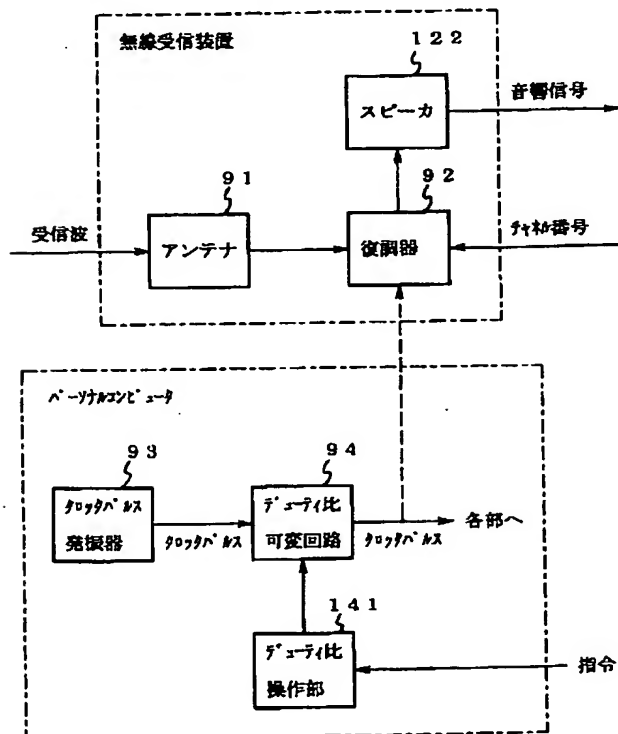 無線受信装置
122
スピーカ
音響信号
91
92
受信波
アンテナ
復調器
ﾁｬﾈﾙ番号
ﾊﾟｰｿﾅﾙｺﾝﾋﾟｭｰﾀ
93
94
ｸﾛｯｸﾊﾟﾙｽ
発振器
ｸﾛｯｸﾊﾟﾙｽ
ﾃﾞｭｰﾃｨ比
可変回路
ｸﾛｯｸﾊﾟﾙｽ
各部へ
141
ﾃﾞｭｰﾃｨ比
操作部
指令